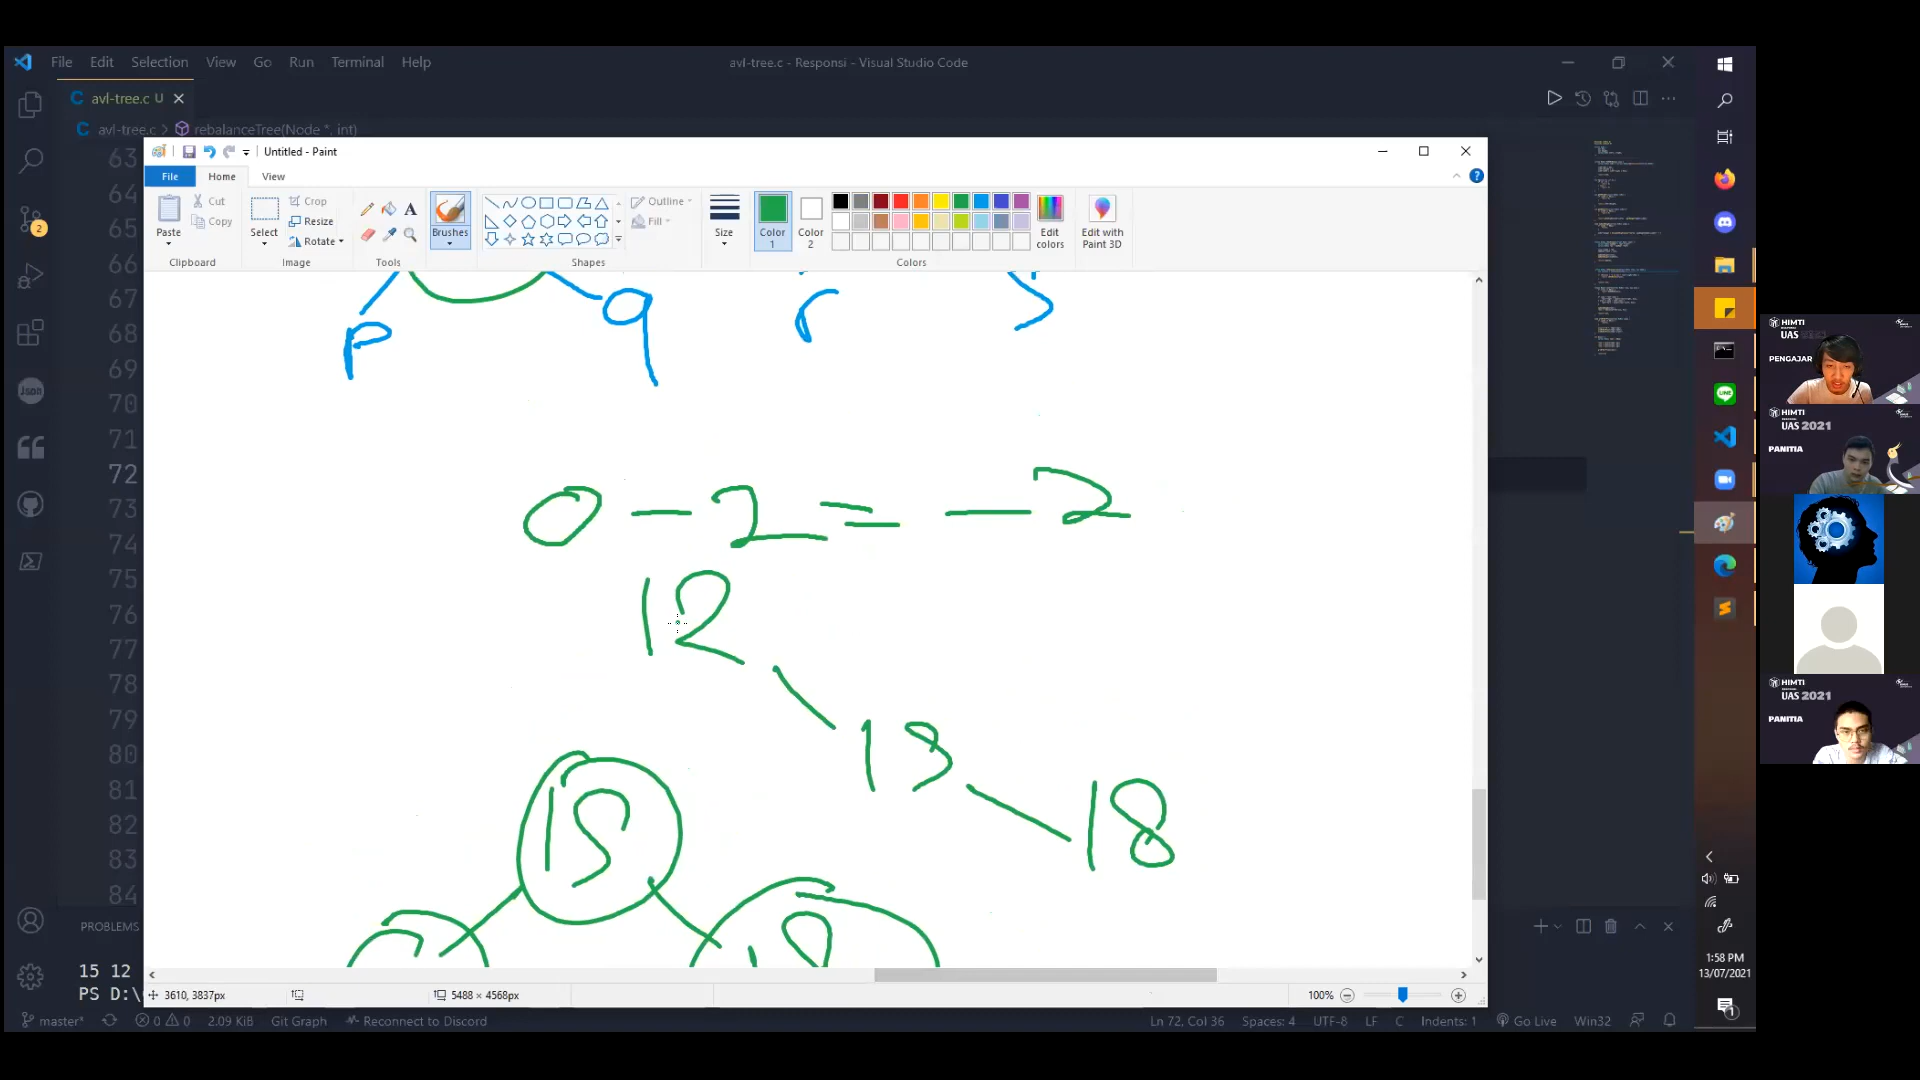 File Edit Selection View Go Run Terminal Help
avl-tree.c - Responsi - Visual Studio Code
C avl-tree.c U
C avl-tree.c > rebalanceTree(Node *, int)
63
64
65
66
67
68
69
70
71
72
73
74
75
76
77
78
79
80
81
82
83
84
2
Json
Untitled - Paint
File Home View
Paste
Cut
Copy
Clipboard
Select
Crop
Resize
Rotate
Image
A
Tools
Brushes
Outline
Fill
Shapes
Size
Color 1
Color 2
Edit colors
Edit with Paint 3D
Colors
p q r s
0 - 2 = - 2
12
13
18
15
3610, 3837px
5488 × 4568px
100%
PROBLEMS
15 12
PS D:\
master*
0 0
2.09 KiB
Git Graph
Reconnect to Discord
Ln 72, Col 36
Spaces: 4
UTF-8
LF
C
Indents: 1
Go Live
Win32
LINE
1:58 PM
13/07/2021
1
HIMTI
UAS
PENGAJAR
HIMTI
UAS 2021
PANITIA
HIMTI
UAS 2021
PANITIA